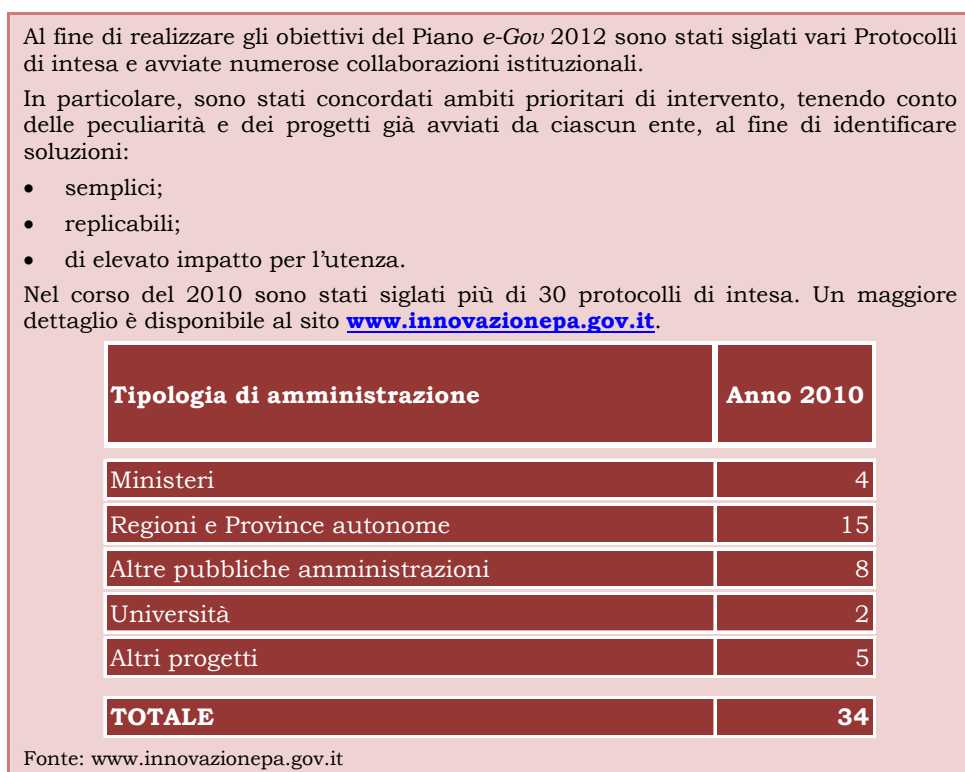 Al fine di realizzare gli obiettivi del Piano e-Gov 2012 sono stati siglati vari Protocolli
di intesa e avviate numerose collaborazioni istituzionali.
In particolare, sono stati concordati ambiti prioritari di intervento, tenendo conto
delle peculiarità e dei progetti già avviati da ciascun ente, al fine di identificare
soluzioni:
• semplici;
• replicabili;
• di elevato impatto per l'utenza.
Nel corso del 2010 sono stati siglati più di 30 protocolli di intesa. Un maggiore
dettaglio è disponibile al sito www.innovazionepa.gov.it.
Tipologia di amministrazione Anno 2010
Ministeri 4
Regioni e Province autonome 15
Altre pubbliche amministrazioni 8
Università 2
Altri progetti 5
TOTALE 34
Fonte: www.innovazionepa.gov.it